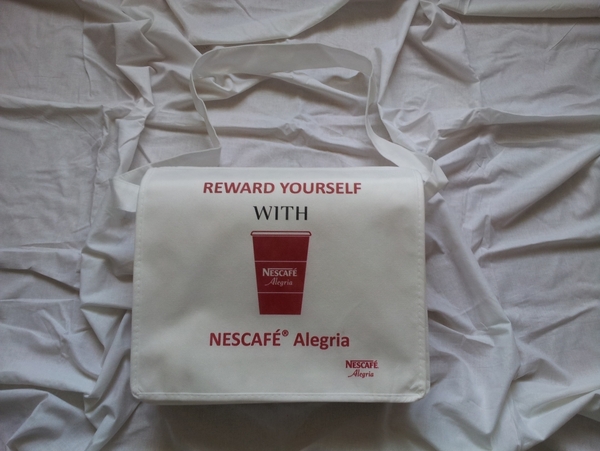 REWARD YOURSELF
WITH
NESCAFÉ
Alegria
NESCAFÉ® Alegria
NESCAFÉ.
Alegria